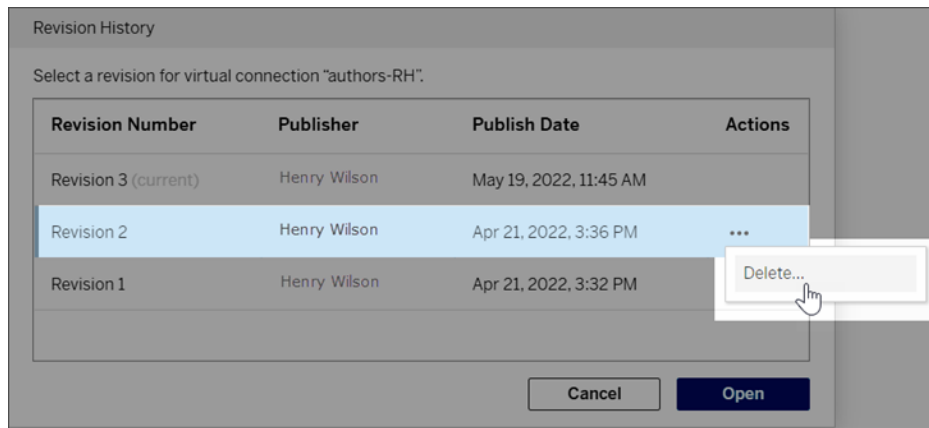 Revision History
Select a revision for virtual connection “authors-RH”.
Revision Number Publisher Publish Date Actions
Revision 3 (current) Henry Wilson May 19, 2022, 11:45 AM
Revision 2 Henry Wilson Apr 21, 2022, 3:36 PM ...
Delete...
Revision 1 Henry Wilson Apr 21, 2022, 3:32 PM
Cancel Open